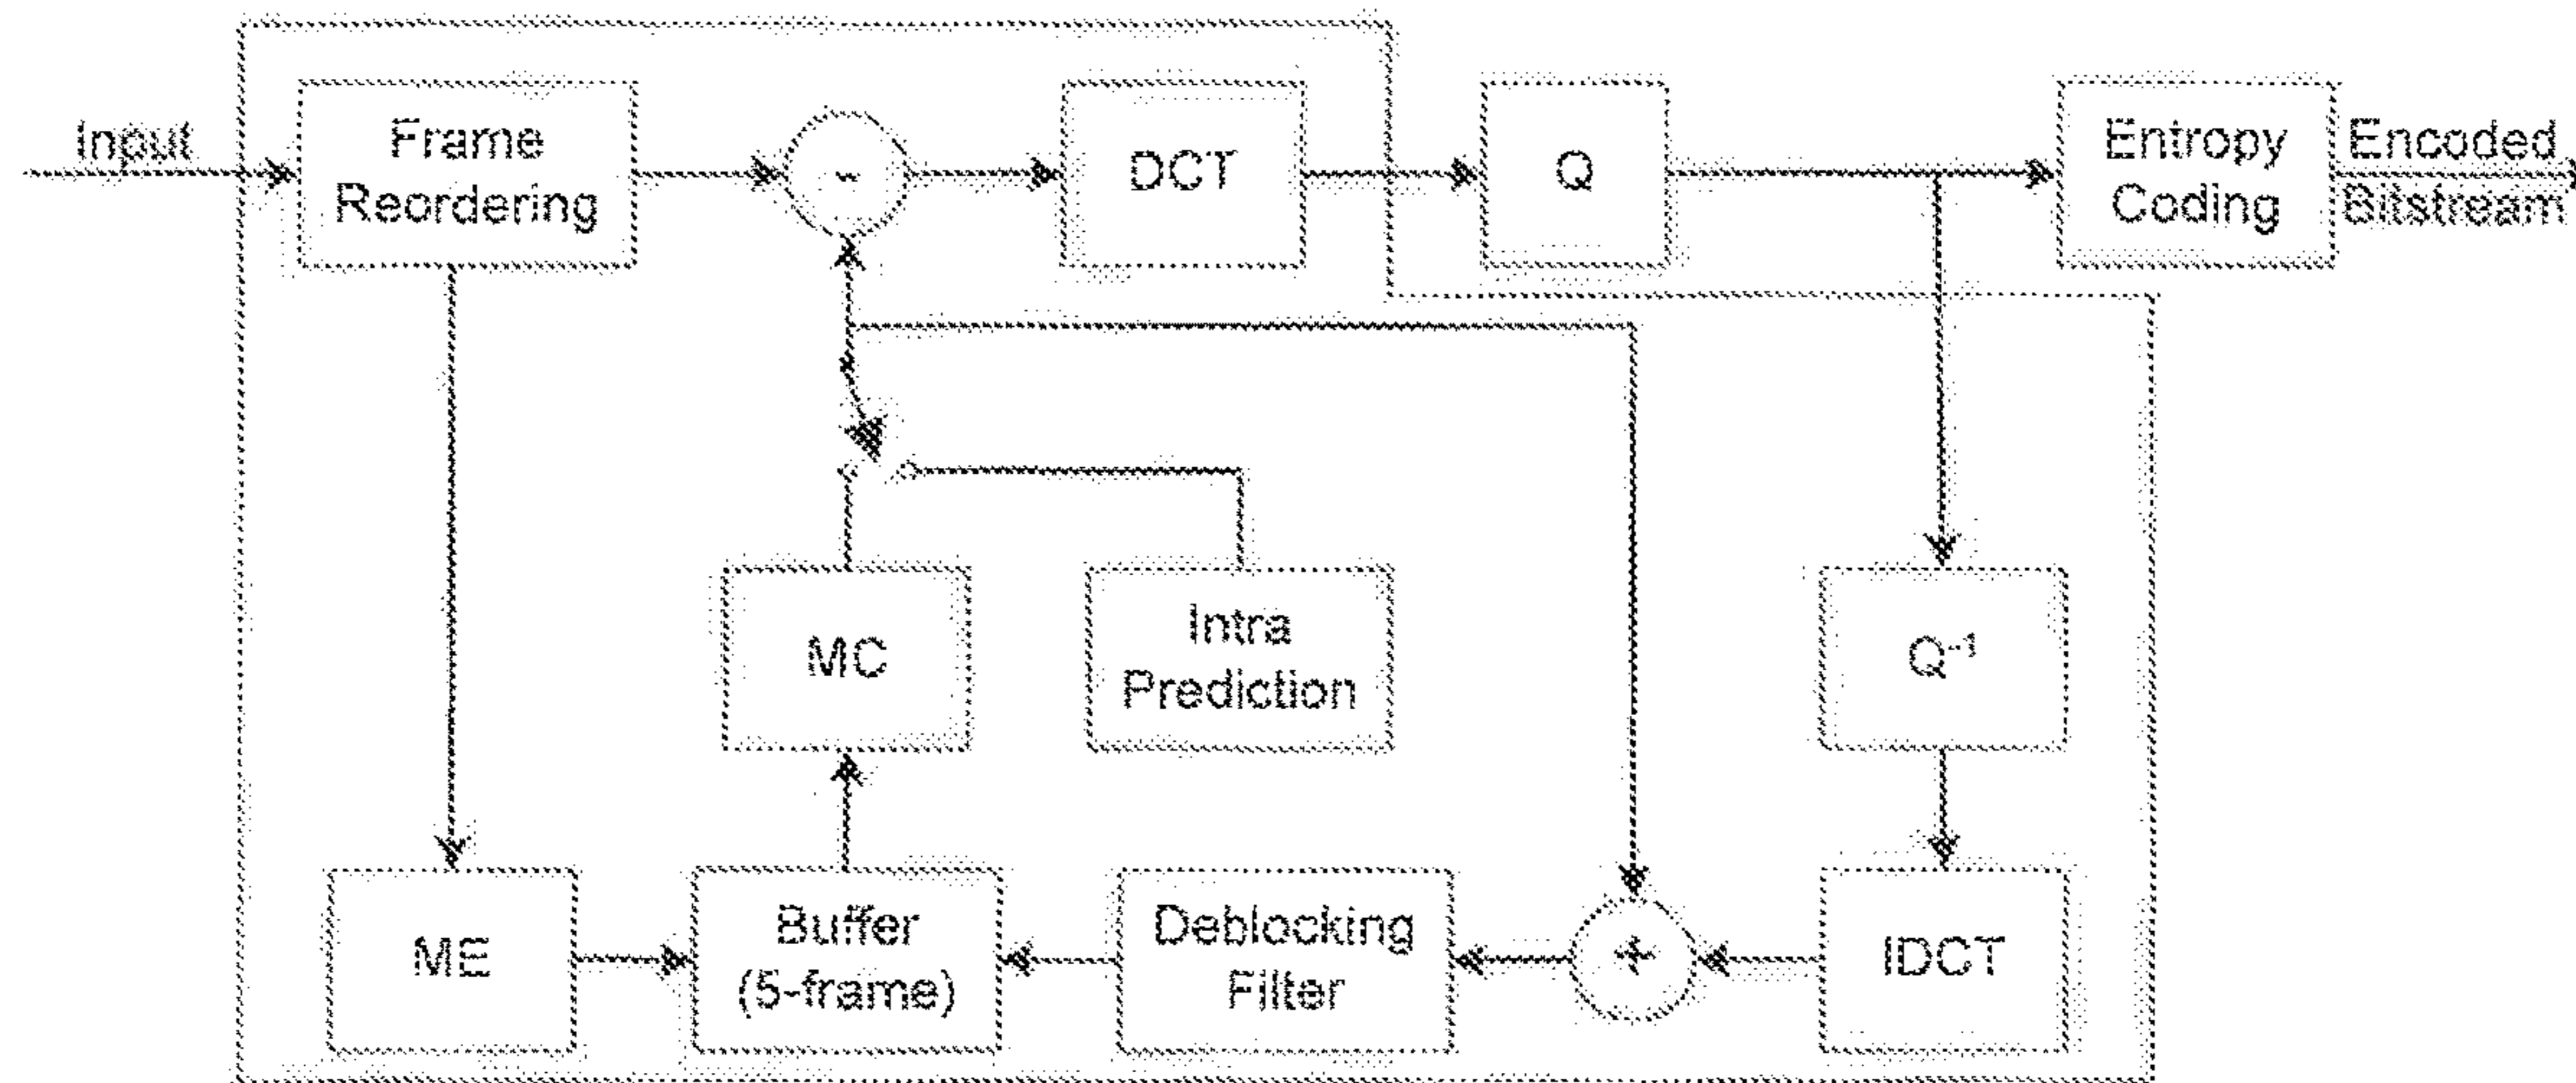 Input
Frame
Reordering
-
DCT
Q
Entropy
Coding
Encoded
Bitstream
MC
Intra
Prediction
Q⁻¹
ME
Buffer
(5-frame)
Deblocking
Filter
+
IDCT